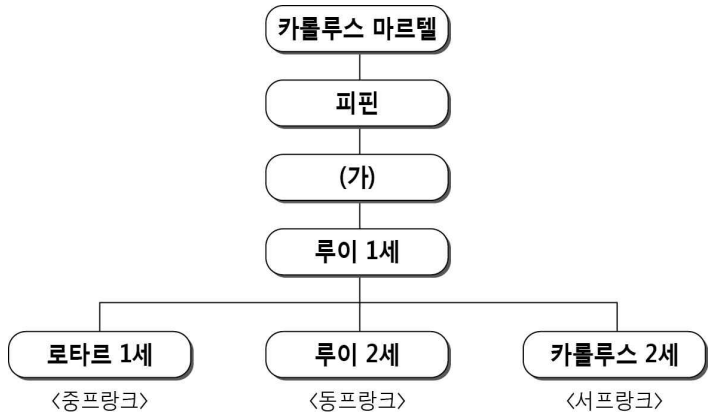 카롤루스 마르텔
피핀
(가)
루이 1세
로타르 1세
루이 2세
카롤루스 2세
<중프랑크>
<동프랑크>
<서프랑크>